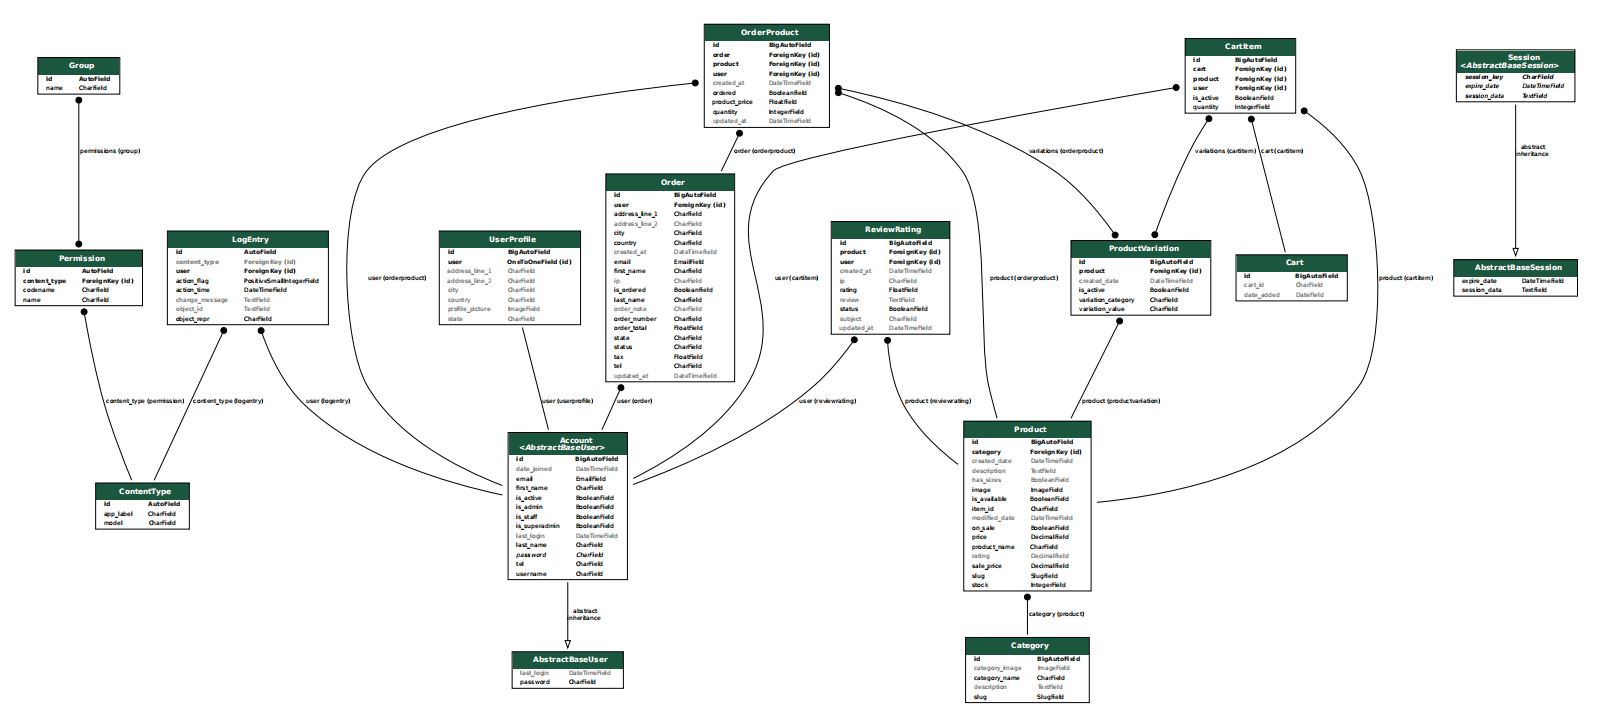 OrderProduct
id BigAutoField
order ForeignKey (id)
product ForeignKey (id)
user ForeignKey (id)
created_at DateTimeField
ordered BooleanField
product_price FloatField
quantity IntegerField
updated_at DateTimeField
CartItem
id BigAutoField
cart ForeignKey (id)
product ForeignKey (id)
user ForeignKey (id)
is_active BooleanField
quantity IntegerField
Session
<AbstractBaseSession>
session_key CharField
expire_date DateTimeField
session_data TextField
Group
id AutoField
name CharField
permissions (group)
order (orderproduct)
variations (orderproduct)
variations (cartitem)
cart (cartitem)
abstract
inheritance
Order
id BigAutoField
user ForeignKey (id)
address_line_1 CharField
address_line_2 CharField
city CharField
country CharField
created_at DateTimeField
email EmailField
first_name CharField
ip CharField
is_ordered BooleanField
last_name CharField
order_note CharField
order_number CharField
order_total FloatField
state CharField
status CharField
tax FloatField
tel CharField
updated_at DateTimeField
Permission
id AutoField
content_type ForeignKey (id)
codename CharField
name CharField
LogEntry
id AutoField
content_type ForeignKey (id)
user ForeignKey (id)
action_flag PositiveSmallIntegerField
action_time DateTimeField
change_message TextField
object_id TextField
object_repr CharField
UserProfile
id BigAutoField
user OneToOneField (id)
address_line_1 CharField
address_line_2 CharField
city CharField
country CharField
profile_picture ImageField
state CharField
ReviewRating
id BigAutoField
product ForeignKey (id)
user ForeignKey (id)
created_at DateTimeField
ip CharField
rating FloatField
review TextField
status BooleanField
subject CharField
updated_at DateTimeField
ProductVariation
id BigAutoField
product ForeignKey (id)
created_date DateTimeField
is_active BooleanField
variation_category CharField
variation_value CharField
Cart
id BigAutoField
cart_id CharField
date_added DateField
AbstractBaseSession
expire_date DateTimeField
session_data TextField
user (orderproduct)
user (cartitem)
product (orderproduct)
product (cartitem)
content_type (permission)
content_type (logentry)
user (logentry)
user (userprofile)
user (order)
user (reviewrating)
product (reviewrating)
product (productvariation)
Account
<AbstractBaseUser>
id BigAutoField
date_joined DateTimeField
email EmailField
first_name CharField
is_active BooleanField
is_admin BooleanField
is_staff BooleanField
is_superadmin BooleanField
last_login DateTimeField
last_name CharField
password CharField
tel CharField
username CharField
Product
id BigAutoField
category ForeignKey (id)
created_date DateTimeField
description TextField
has_sizes BooleanField
image ImageField
is_available BooleanField
item_id CharField
modified_date DateTimeField
on_sale BooleanField
price DecimalField
product_name CharField
rating DecimalField
sale_price DecimalField
slug SlugField
stock IntegerField
ContentType
id AutoField
app_label CharField
model CharField
abstract
inheritance
category (product)
AbstractBaseUser
last_login DateTimeField
password CharField
Category
id BigAutoField
category_image ImageField
category_name CharField
description TextField
slug SlugField